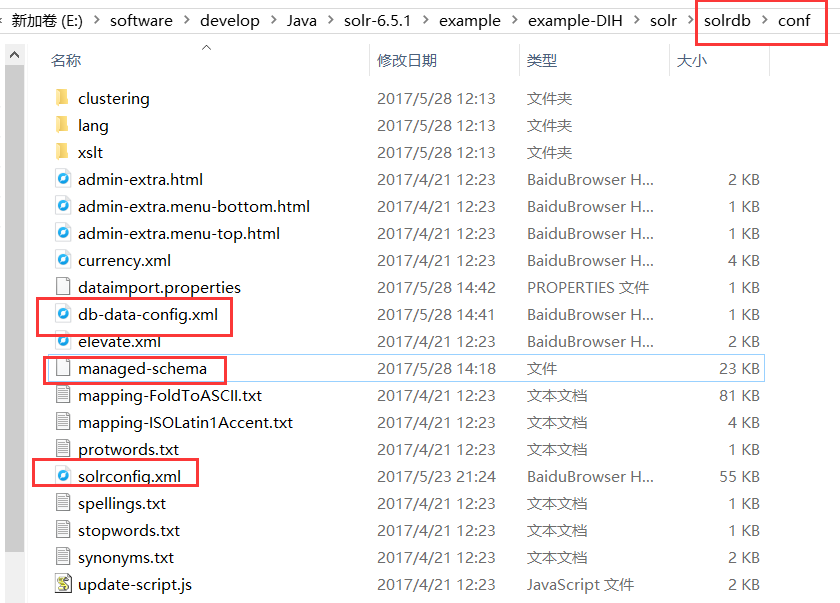 新加卷 (E:) > software > develop > Java > solr-6.5.1 > example > example-DIH > solr > solrdb > conf
名称 修改日期 类型 大小
clustering 2017/5/28 12:13 文件夹
lang 2017/5/28 12:13 文件夹
xslt 2017/5/28 12:13 文件夹
admin-extra.html 2017/4/21 12:23 BaiduBrowser H... 2 KB
admin-extra.menu-bottom.html 2017/4/21 12:23 BaiduBrowser H... 1 KB
admin-extra.menu-top.html 2017/4/21 12:23 BaiduBrowser H... 1 KB
currency.xml 2017/4/21 12:23 BaiduBrowser H... 4 KB
dataimport.properties 2017/5/28 14:42 PROPERTIES 文件 1 KB
db-data-config.xml 2017/5/28 14:41 BaiduBrowser H... 1 KB
elevate.xml 2017/4/21 12:23 BaiduBrowser H... 2 KB
managed-schema 2017/5/28 14:18 文件 23 KB
mapping-FoldToASCII.txt 2017/4/21 12:23 文本文档 81 KB
mapping-ISOLatin1Accent.txt 2017/4/21 12:23 文本文档 4 KB
protwords.txt 2017/4/21 12:23 文本文档 1 KB
solrconfig.xml 2017/5/23 21:24 BaiduBrowser H... 55 KB
spellings.txt 2017/4/21 12:23 文本文档 1 KB
stopwords.txt 2017/4/21 12:23 文本文档 1 KB
synonyms.txt 2017/4/21 12:23 文本文档 2 KB
update-script.js 2017/4/21 12:23 JavaScript 文件 2 KB